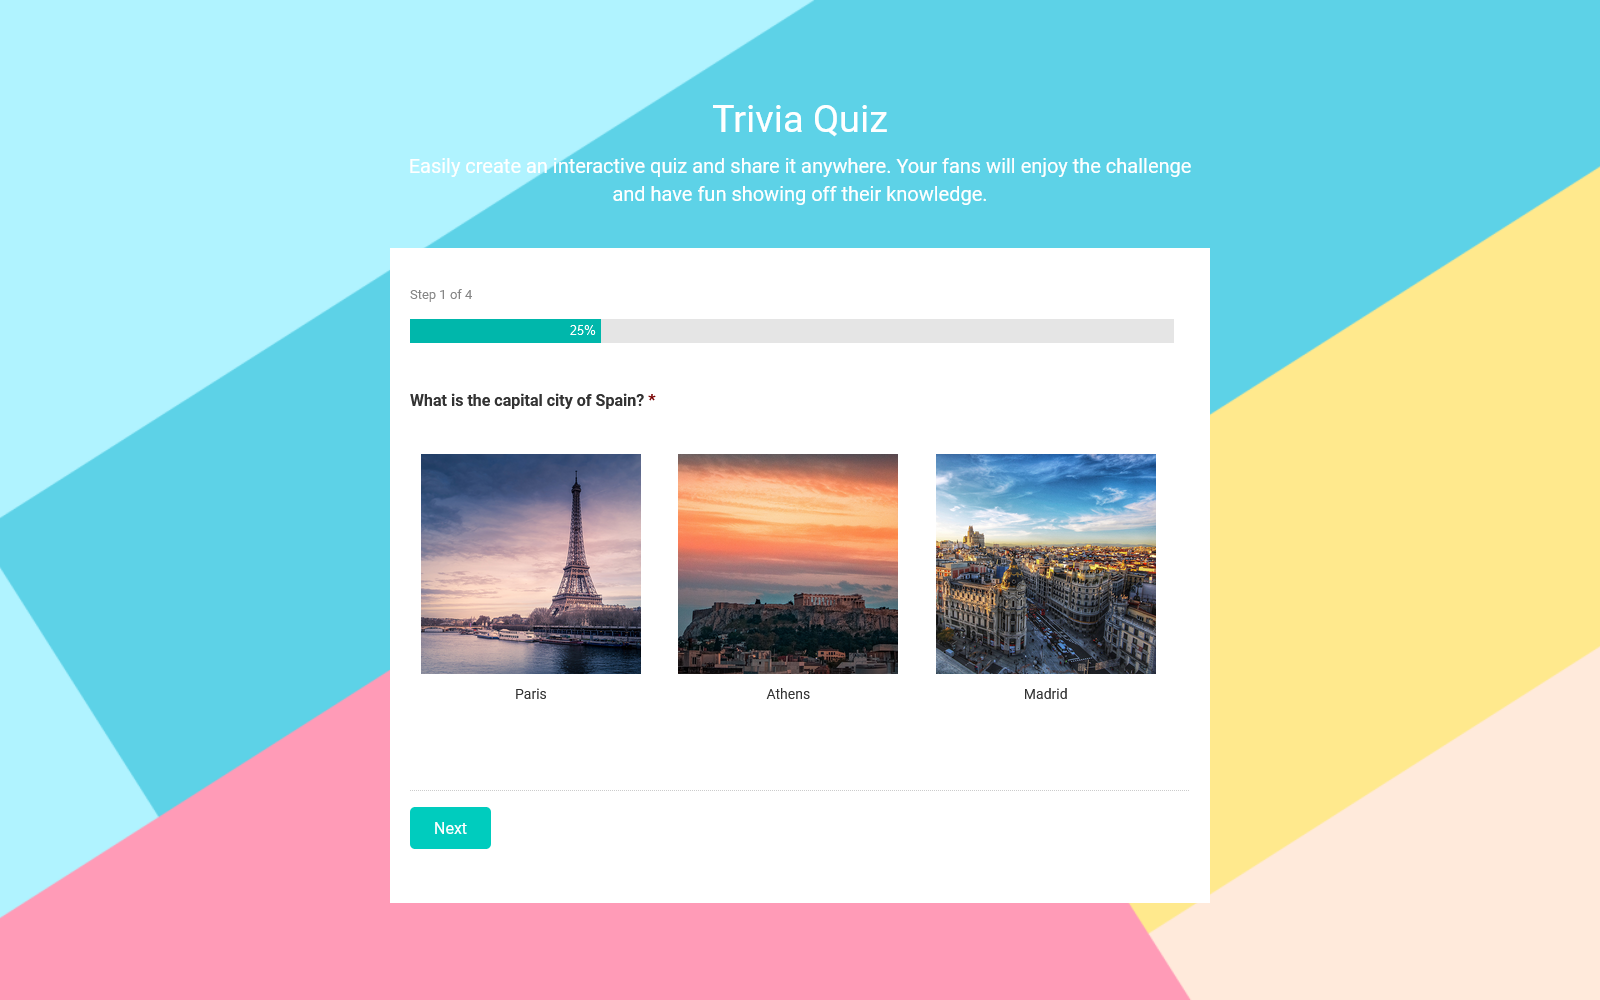 Trivia Quiz
Easily create an interactive quiz and share it anywhere. Your fans will enjoy the challenge
and have fun showing off their knowledge.
Step 1 of 4
25%
What is the capital city of Spain? *
Paris
Athens
Madrid
Next